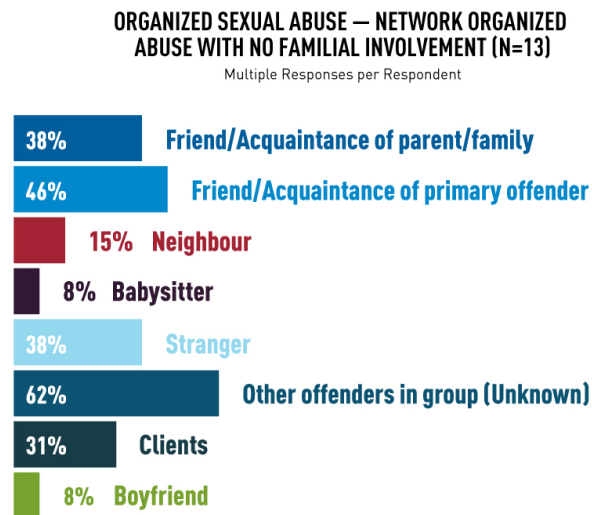 ORGANIZED SEXUAL ABUSE — NETWORK ORGANIZED
ABUSE WITH NO FAMILIAL INVOLVEMENT (N=13)
Multiple Responses per Respondent
38% Friend/Acquaintance of parent/family
46% Friend/Acquaintance of primary offender
15% Neighbour
8% Babysitter
38% Stranger
62% Other offenders in group (Unknown)
31% Clients
8% Boyfriend